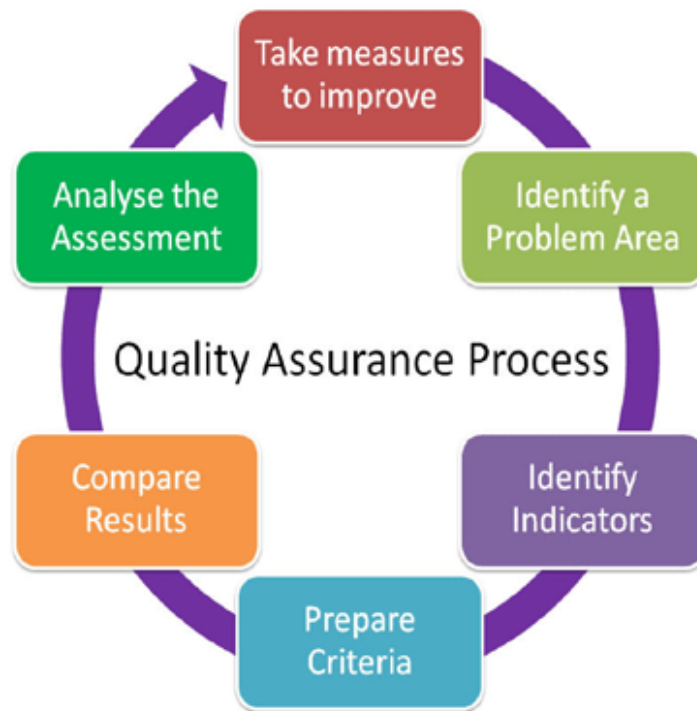 Take measures
to improve
Identify a
Problem Area
Identify
Indicators
Prepare
Criteria
Compare
Results
Analyse the
Assessment
Quality Assurance Process